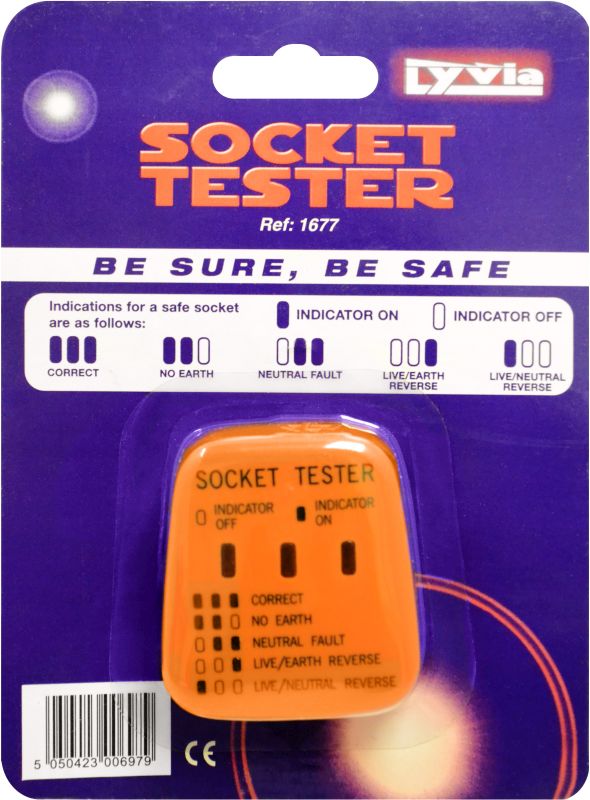 Lyvia
SOCKET
TESTER
Ref: 1677
BE SURE, BE SAFE
Indications for a safe socket
are as follows:
INDICATOR ON
INDICATOR OFF
CORRECT
NO EARTH
NEUTRAL FAULT
LIVE/EARTH
REVERSE
LIVE/NEUTRAL
REVERSE
SOCKET TESTER
INDICATOR
OFF
INDICATOR
ON
CORRECT
NO EARTH
NEUTRAL FAULT
LIVE/EARTH REVERSE
LIVE/NEUTRAL REVERSE
5 050423 006979
CE